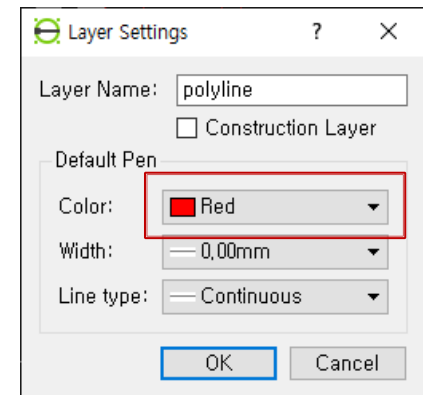 Layer Settings ? ×
Layer Name: polyline
Construction Layer
Default Pen
Color: Red
Width: 0,00mm
Line type: Continuous
OK Cancel